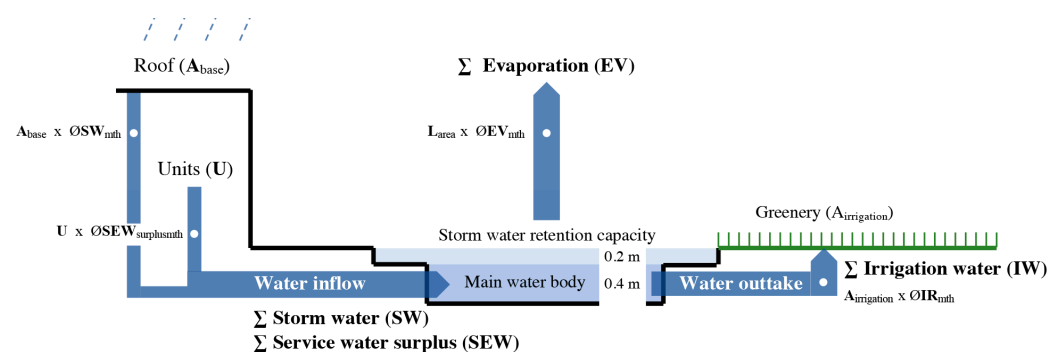 Roof (Abase)
∑ Evaporation (EV)
Abase x ØSWmth
Larea x ØEVmth
Units (U)
Greenery (Airrigation)
U x ØSEWsurplusmth
Storm water retention capacity
0.2 m
∑ Irrigation water (IW)
Water inflow
Main water body
0.4 m
Water outtake
Airrigation x ØIRmth
∑ Storm water (SW)
∑ Service water surplus (SEW)